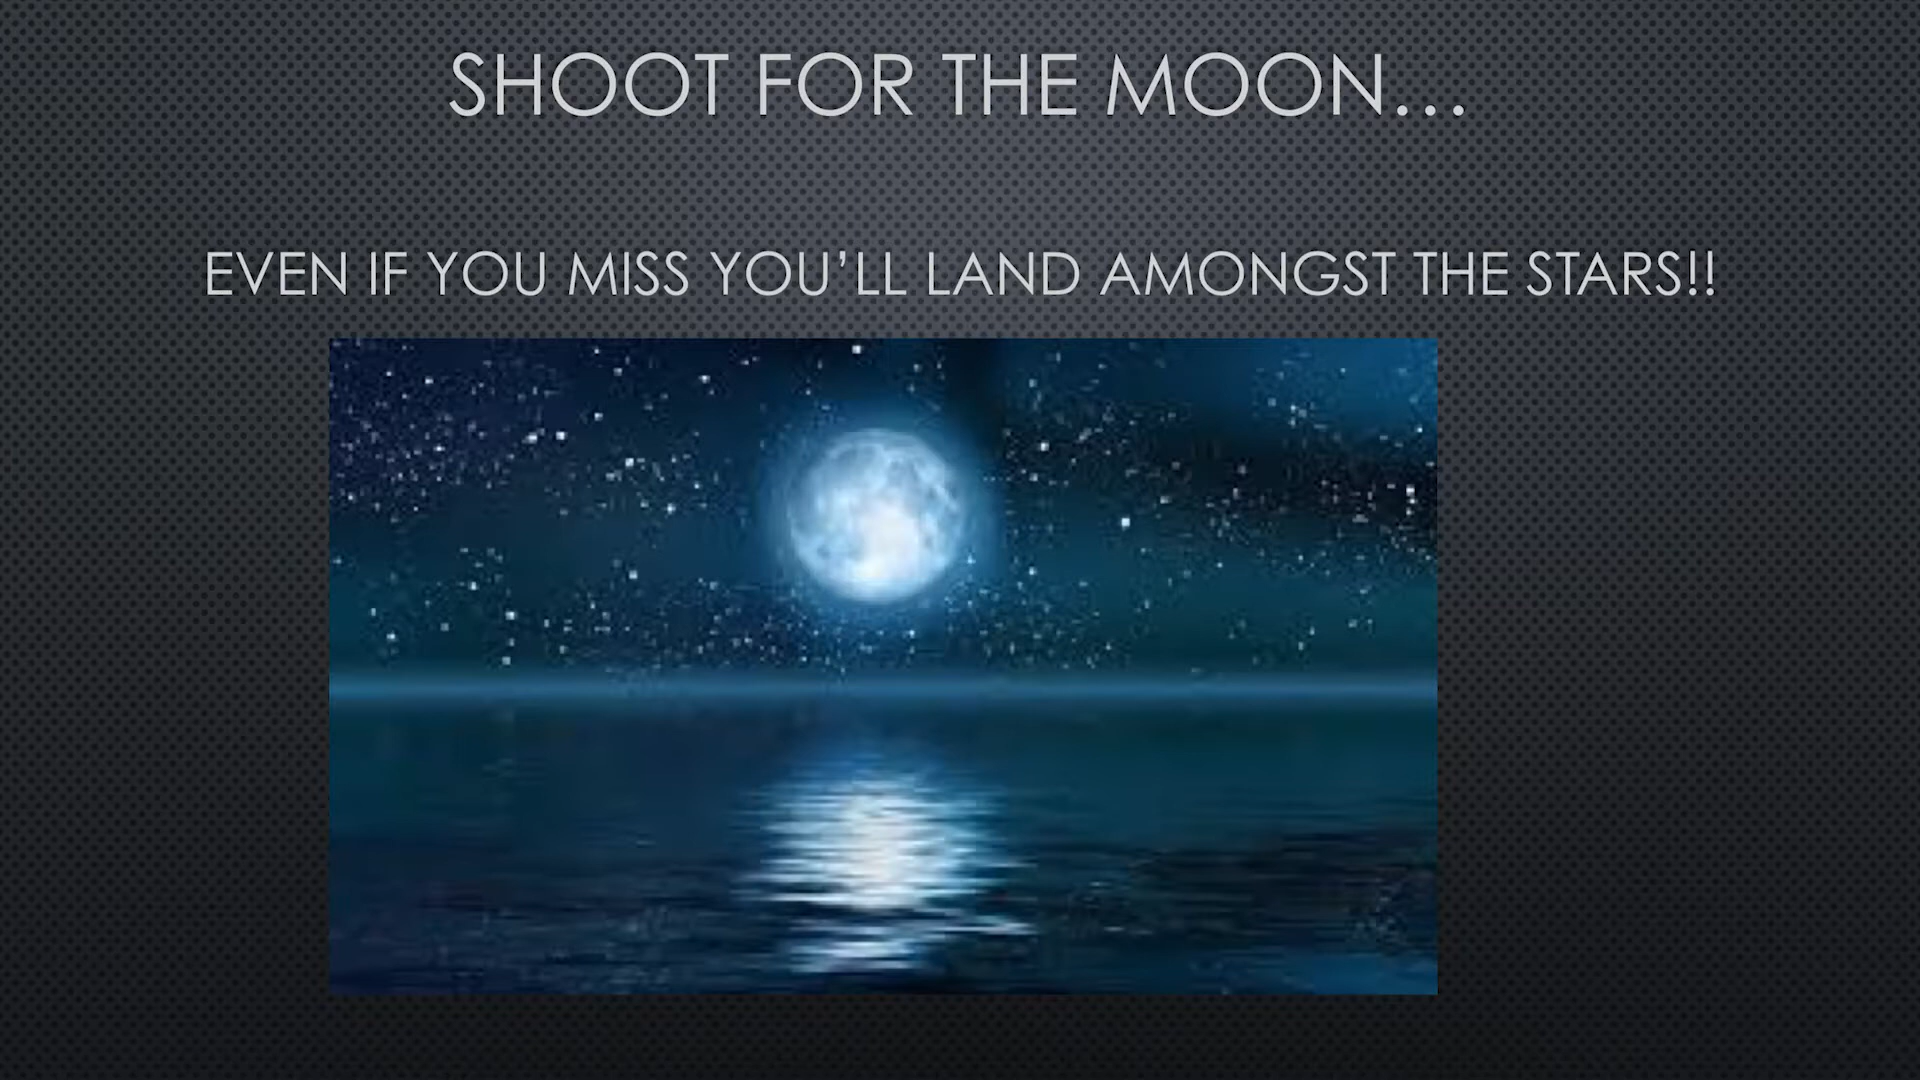 SHOOT FOR THE MOON...
EVEN IF YOU MISS YOU’LL LAND AMONGST THE STARS!!